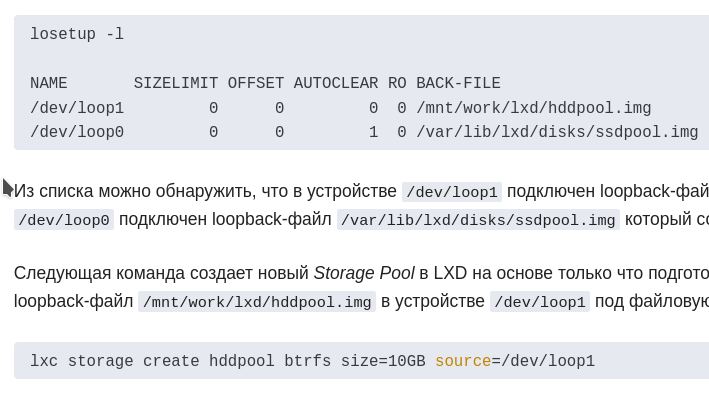 losetup -l
NAME       SIZELIMIT OFFSET AUTOCLEAR RO BACK-FILE
/dev/loop1         0      0         0  0 /mnt/work/lxd/hddpool.img
/dev/loop0         0      0         1  0 /var/lib/lxd/disks/ssdpool.img
Из списка можно обнаружить, что в устройстве /dev/loop1 подключен loopback-фай
/dev/loop0 подключен loopback-файл /var/lib/lxd/disks/ssdpool.img который со
Следующая команда создает новый Storage Pool в LXD на основе только что подгото
loopback-файл /mnt/work/lxd/hddpool.img в устройстве /dev/loop1 под файловую
lxc storage create hddpool btrfs size=10GB source=/dev/loop1